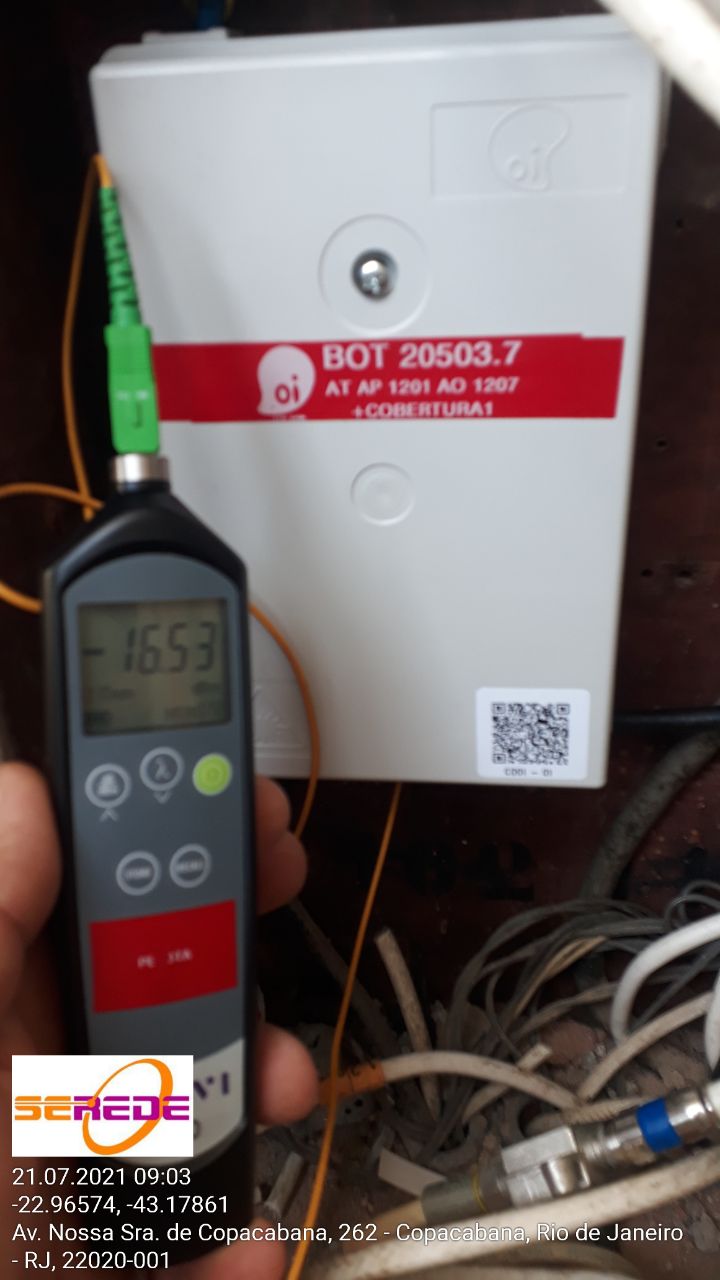 oi
oi
BOT 20503.7
AT AP 1201 AO 1207
+COBERTURA1
-16.53
λ
CDOI - 01
SEREDE
21.07.2021 09:03
-22.96574, -43.17861
Av. Nossa Sra. de Copacabana, 262 - Copacabana, Rio de Janeiro
- RJ, 22020-001